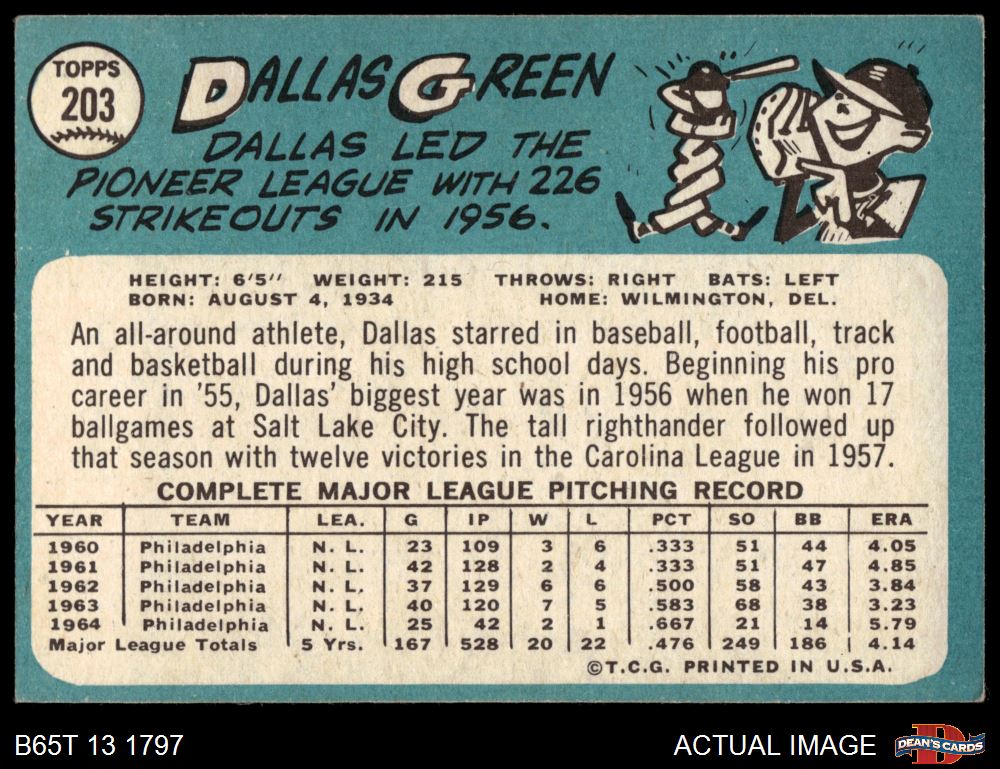 TOPPS
203
DALLAS GREEN
DALLAS LED THE
PIONEER LEAGUE WITH 226
STRIKEOUTS IN 1956.
HEIGHT: 6'5" WEIGHT: 215 THROWS: RIGHT BATS: LEFT
BORN: AUGUST 4, 1934 HOME: WILMINGTON, DEL.
An all-around athlete, Dallas starred in baseball, football, track
and basketball during his high school days. Beginning his pro
career in '55, Dallas' biggest year was in 1956 when he won 17
ballgames at Salt Lake City. The tall righthander followed up
that season with twelve victories in the Carolina League in 1957.
COMPLETE MAJOR LEAGUE PITCHING RECORD
YEAR TEAM LEA. G IP W L PCT SO BB ERA
1960 Philadelphia N. L. 23 109 3 6 .333 51 44 4.05
1961 Philadelphia N. L. 42 128 2 4 .333 51 47 4.85
1962 Philadelphia N. L. 37 129 6 6 .500 58 43 3.84
1963 Philadelphia N. L. 40 120 7 5 .583 68 38 3.23
1964 Philadelphia N. L. 25 42 2 1 .667 21 14 5.79
Major League Totals 5 Yrs. 167 528 20 22 .476 249 186 4.14
©T.C.G. PRINTED IN U.S.A.
B65T 13 1797 ACTUAL IMAGE DEAN'S CARDS